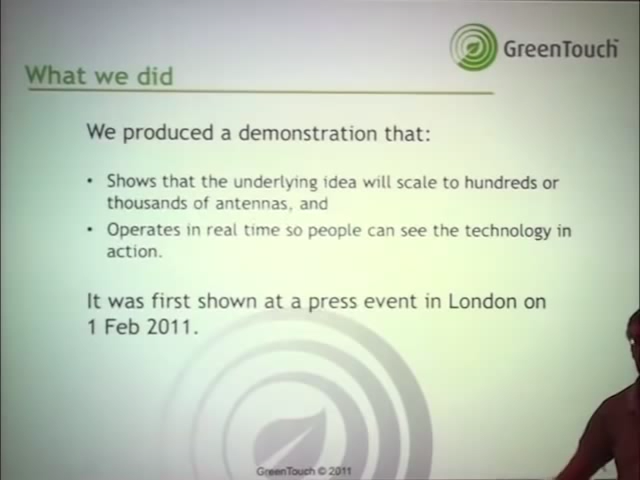 GreenTouch™
What we did
We produced a demonstration that:
• Shows that the underlying idea will scale to hundreds or
thousands of antennas, and
• Operates in real time so people can see the technology in
action.
It was first shown at a press event in London on
1 Feb 2011.
GreenTouch © 2011